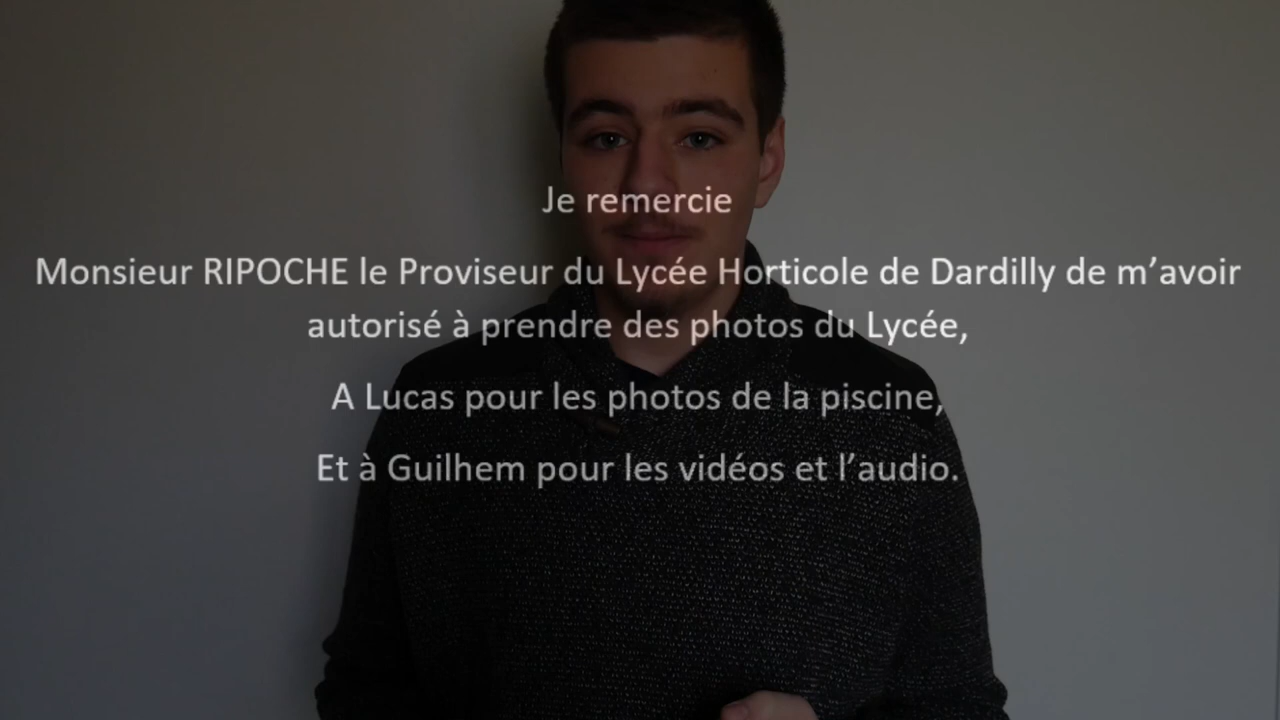 Je remercie
Monsieur RIPOCHE le Proviseur du Lycée Horticole de Dardilly de m’avoir
autorisé à prendre des photos du Lycée,
A Lucas pour les photos de la piscine,
Et à Guilhem pour les vidéos et l’audio.